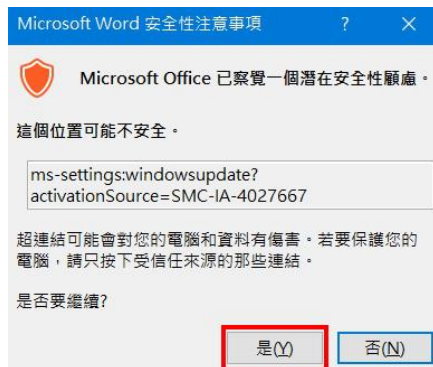 Microsoft Word 安全性注意事項 ? ×
Microsoft Office 已察覺一個潛在安全性顧慮。
這個位置可能不安全。
ms-settings:windowsupdate?
activationSource=SMC-IA-4027667
超連結可能會對您的電腦和資料有傷害。若要保護您的
電腦，請只按下受信任來源的那些連結。
是否要繼續?
是(Y) 否(N)